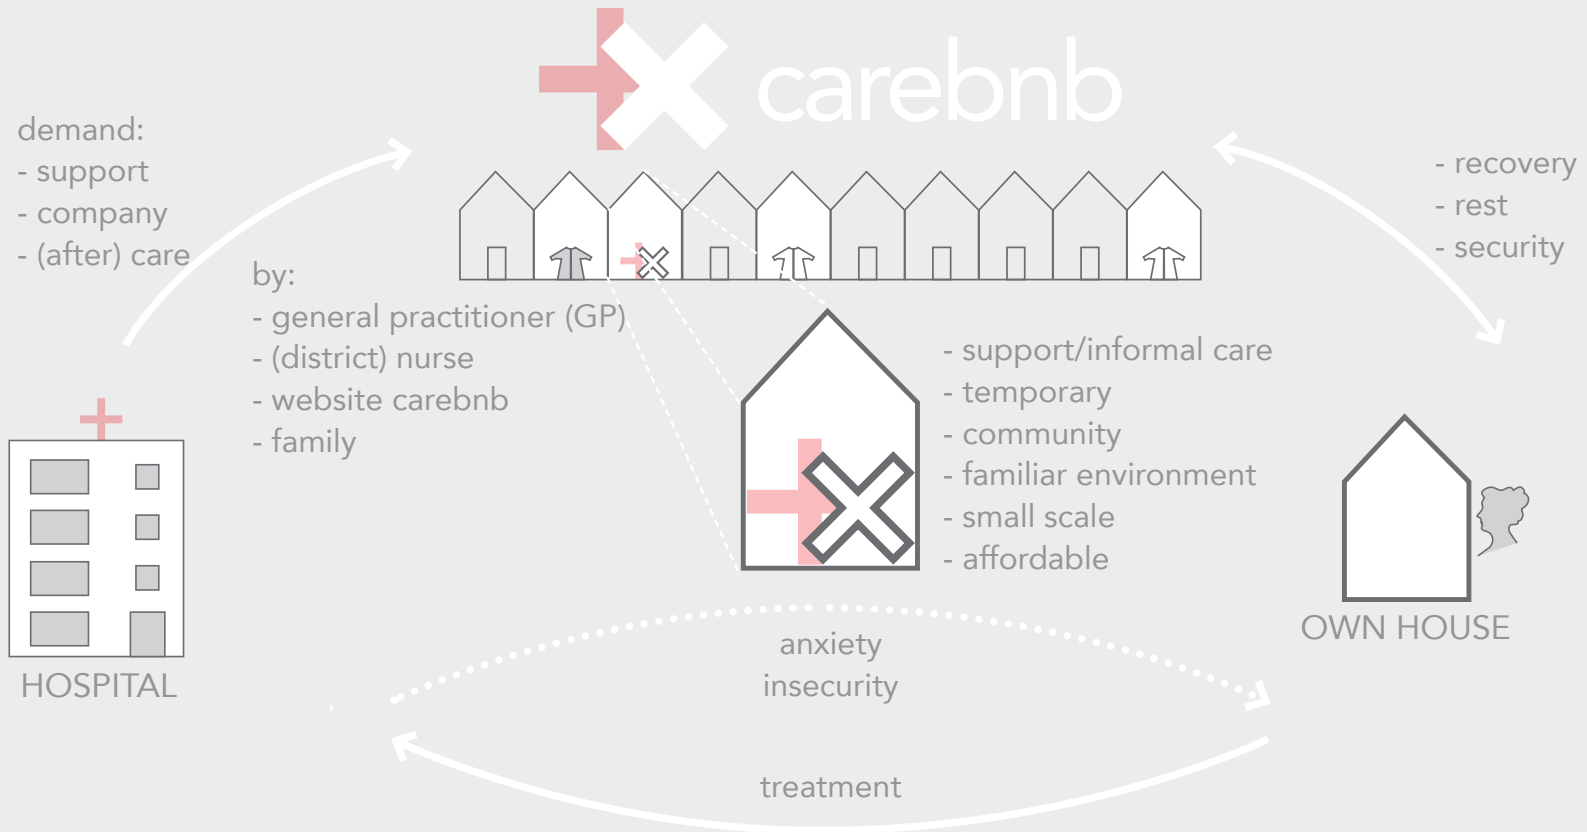 carebnb
demand:
- support
- company
- (after) care
by:
- general practitioner (GP)
- (district) nurse
- website carebnb
- family
- support/informal care
- temporary
- community
- familiar environment
- small scale
- affordable
- recovery
- rest
- security
HOSPITAL
OWN HOUSE
anxiety
insecurity
treatment